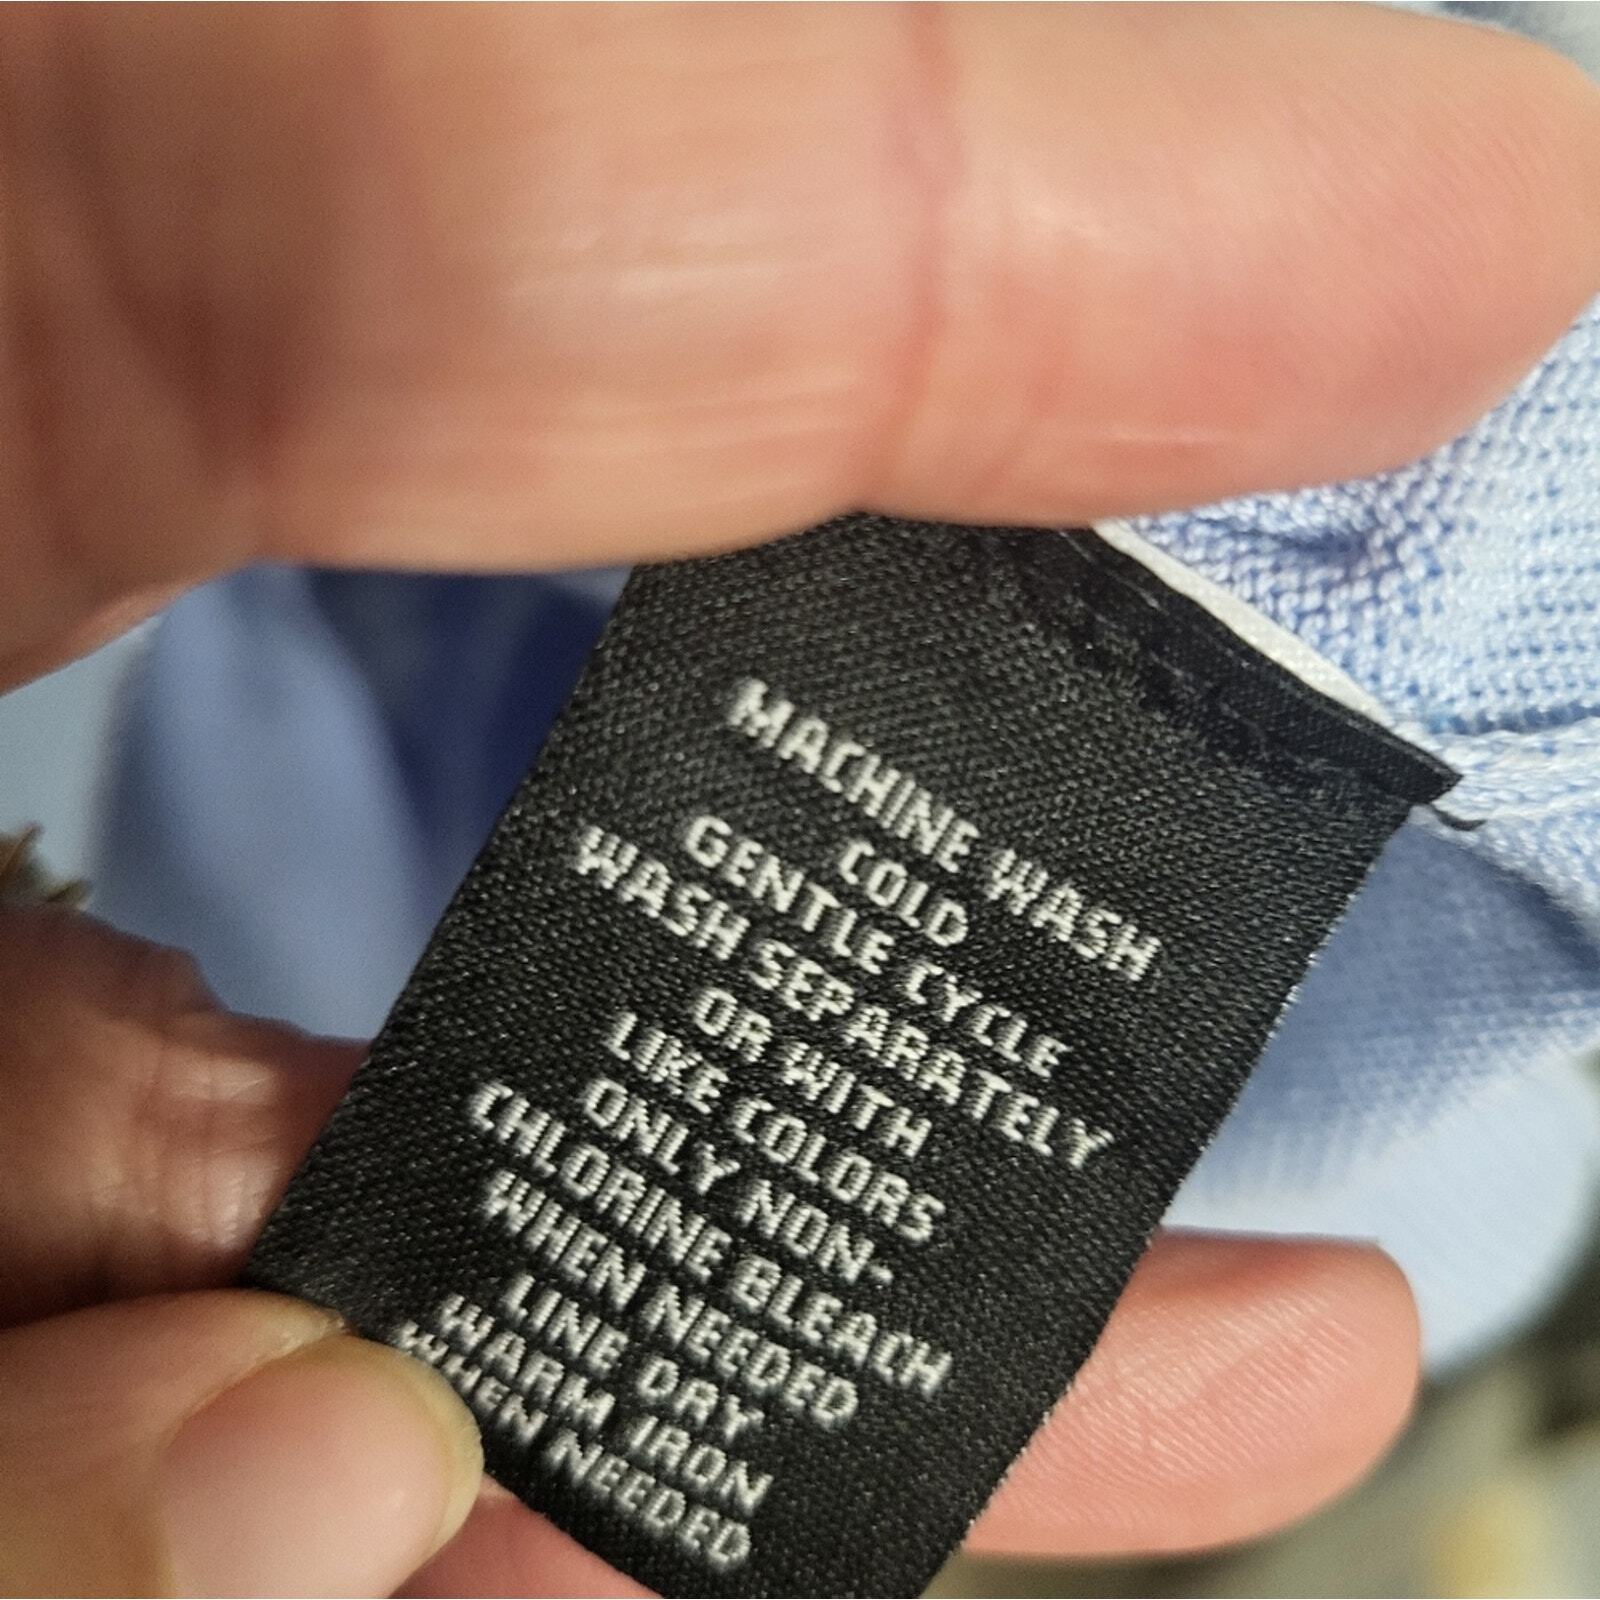 MACHINE WASH
COLD
GENTLE CYCLE
WASH SEPARATELY
OR WITH
LIKE COLORS
ONLY NON-
CHLORINE BLEACH
WHEN NEEDED
LINE DRY
WARM IRON
WHEN NEEDED